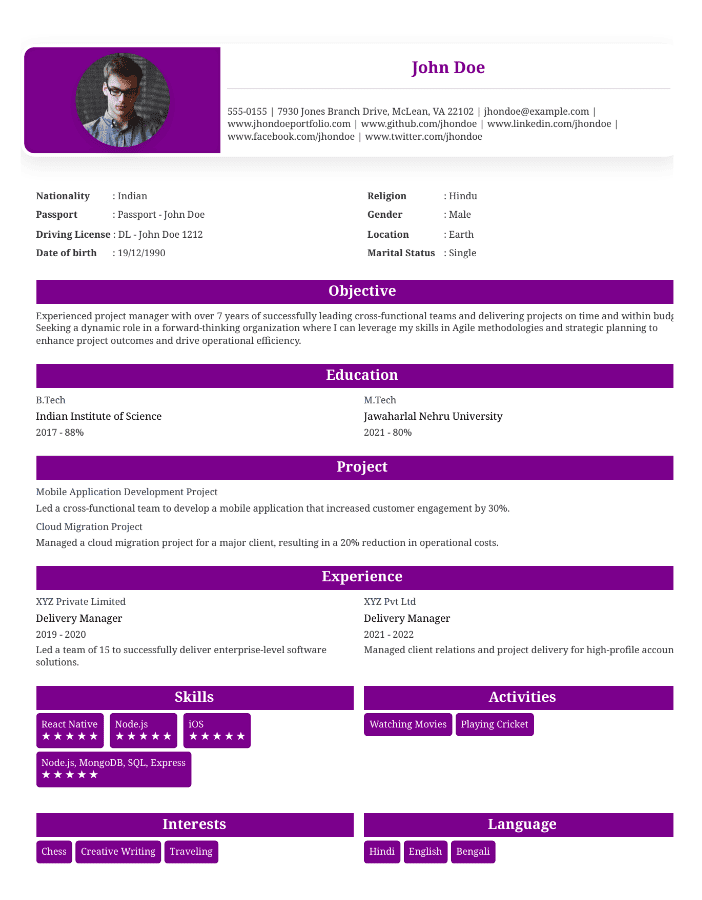 John Doe
555-0155 | 7930 Jones Branch Drive, McLean, VA 22102 | jhondoe@example.com |
www.jhondoeportfolio.com | www.github.com/jhondoe | www.linkedin.com/jhondoe |
www.facebook.com/jhondoe | www.twitter.com/jhondoe
Nationality : Indian
Passport : Passport - John Doe
Driving License : DL - John Doe 1212
Date of birth : 19/12/1990
Religion : Hindu
Gender : Male
Location : Earth
Marital Status : Single
Objective
Experienced project manager with over 7 years of successfully leading cross-functional teams and delivering projects on time and within budg
Seeking a dynamic role in a forward-thinking organization where I can leverage my skills in Agile methodologies and strategic planning to
enhance project outcomes and drive operational efficiency.
Education
B.Tech
Indian Institute of Science
2017 - 88%
M.Tech
Jawaharlal Nehru University
2021 - 80%
Project
Mobile Application Development Project
Led a cross-functional team to develop a mobile application that increased customer engagement by 30%.
Cloud Migration Project
Managed a cloud migration project for a major client, resulting in a 20% reduction in operational costs.
Experience
XYZ Private Limited
Delivery Manager
2019 - 2020
Led a team of 15 to successfully deliver enterprise-level software
solutions.
XYZ Pvt Ltd
Delivery Manager
2021 - 2022
Managed client relations and project delivery for high-profile accoun
Skills
React Native
★ ★ ★ ★ ★
Node.js
★ ★ ★ ★ ★
iOS
★ ★ ★ ★ ★
Node.js, MongoDB, SQL, Express
★ ★ ★ ★ ★
Activities
Watching Movies
Playing Cricket
Interests
Chess
Creative Writing
Traveling
Language
Hindi
English
Bengali